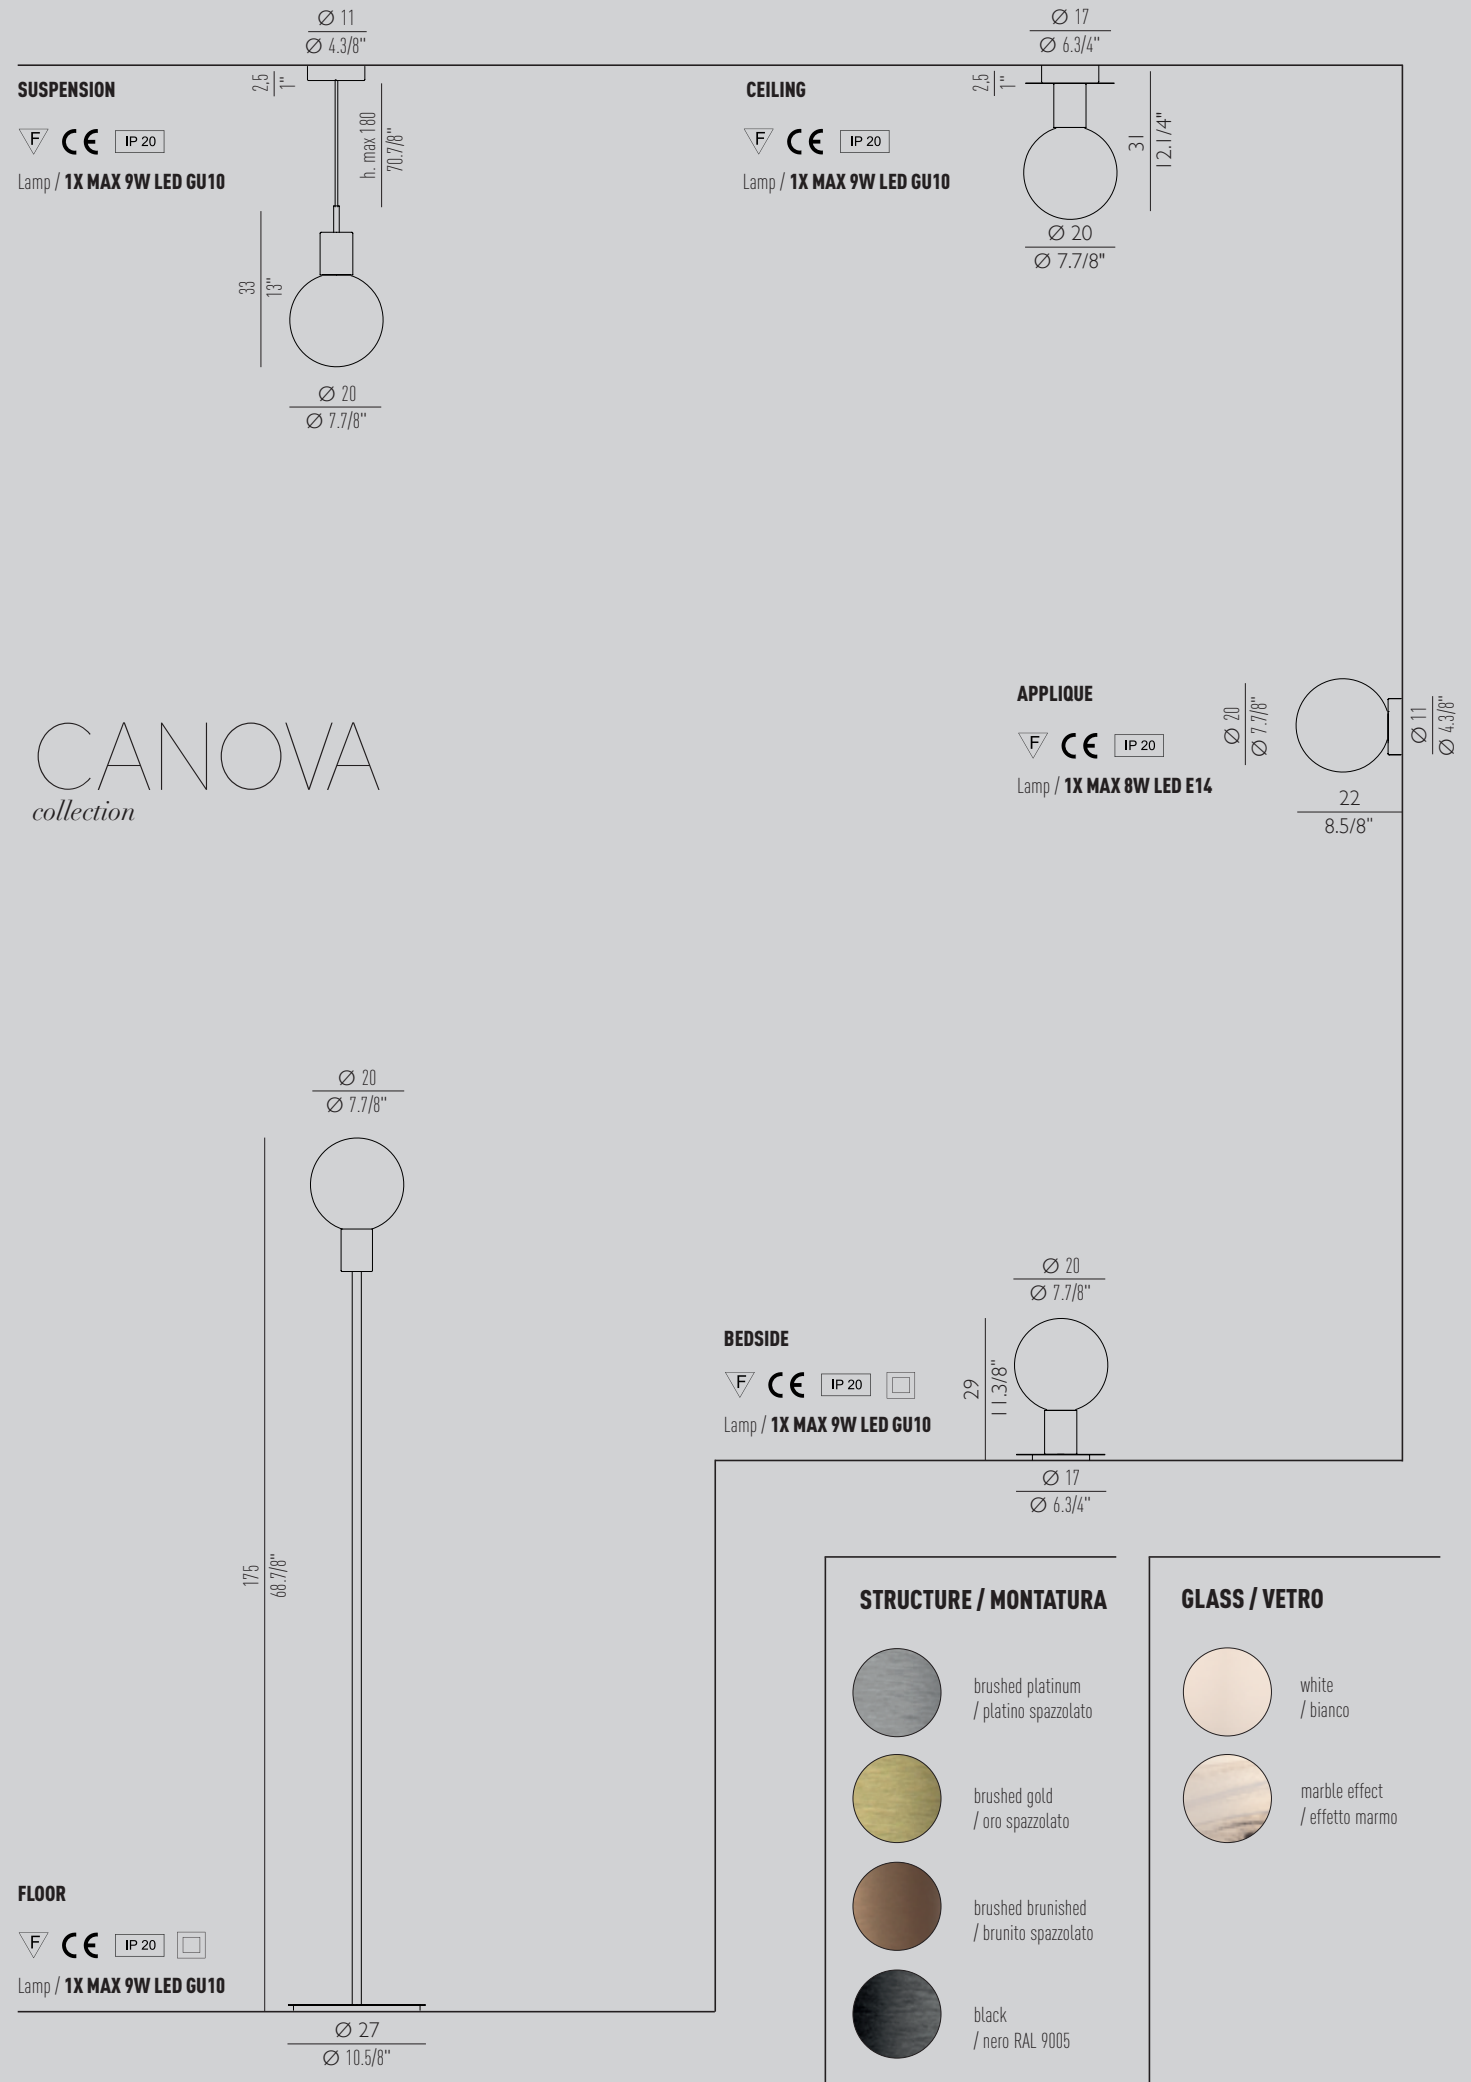 Ø 11
Ø 4.3/8"
SUSPENSION
2,5
1"
F CE IP 20
h. max 180
70.7/8"
Lamp / 1X MAX 9W LED GU10
33
13"
Ø 20
Ø 7.7/8"
Ø 17
Ø 6.3/4"
CEILING
2,5
1"
F CE IP 20
31
12.1/4"
Lamp / 1X MAX 9W LED GU10
Ø 20
Ø 7.7/8"
CANOVA
collection
APPLIQUE
F CE IP 20
Lamp / 1X MAX 8W LED E14
Ø 20
Ø 7.7/8"
Ø 11
Ø 4.3/8"
22
8.5/8"
Ø 20
Ø 7.7/8"
175
68.7/8"
FLOOR
F CE IP 20
Lamp / 1X MAX 9W LED GU10
Ø 27
Ø 10.5/8"
Ø 20
Ø 7.7/8"
BEDSIDE
F CE IP 20
Lamp / 1X MAX 9W LED GU10
29
11.3/8"
Ø 17
Ø 6.3/4"
STRUCTURE / MONTATURA
brushed platinum
/ platino spazzolato
brushed gold
/ oro spazzolato
brushed brunished
/ brunito spazzolato
black
/ nero RAL 9005
GLASS / VETRO
white
/ bianco
marble effect
/ effetto marmo